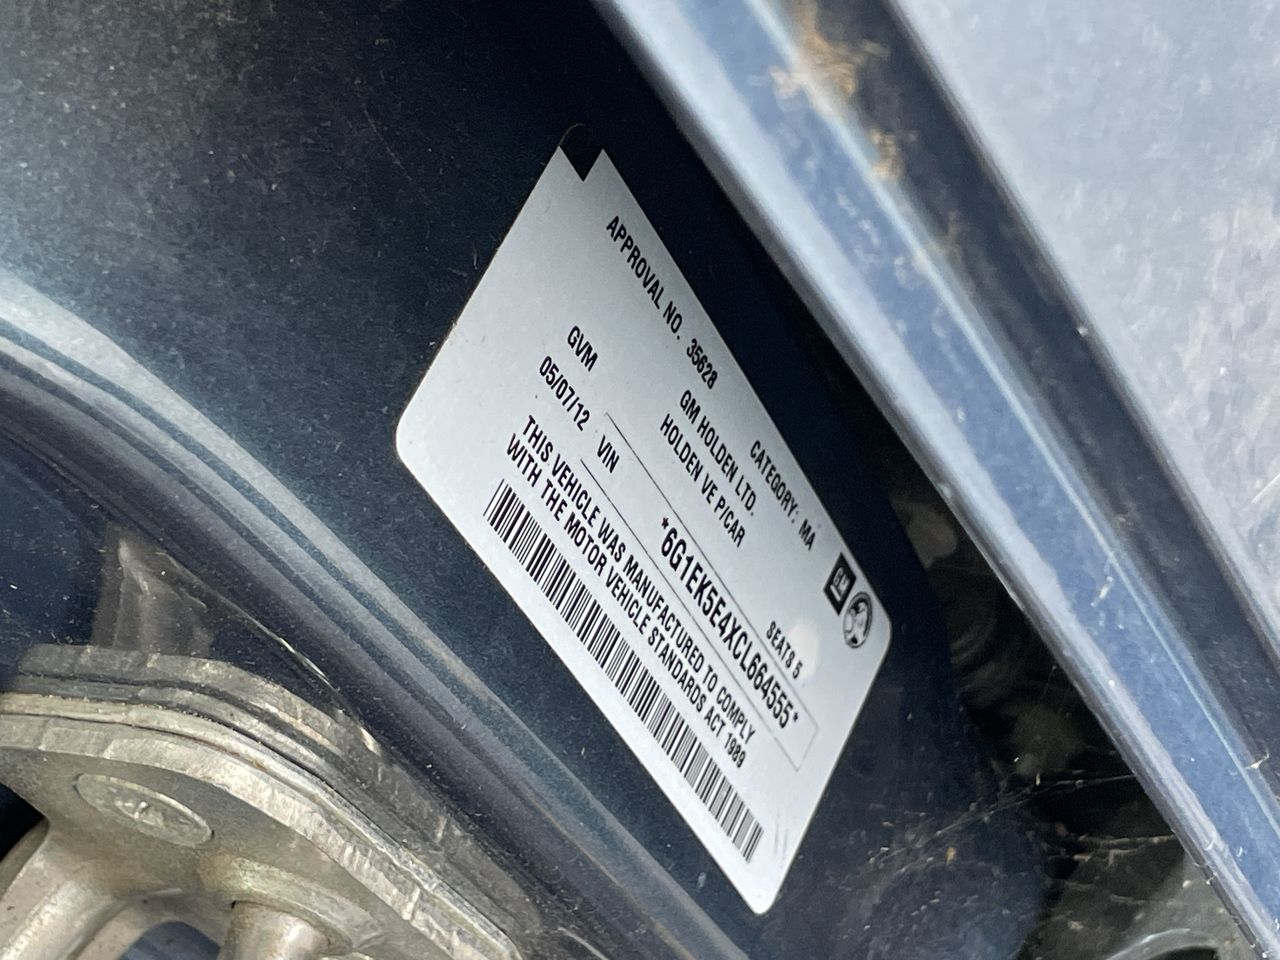 APPROVAL NO. 35628
CATEGORY: MA
GM
GM HOLDEN LTD.
HOLDEN VE P/CAR
GVM
SEATS 5
05/07/12
VIN *6G1EK5E4XCL664555*
THIS VEHICLE WAS MANUFACTURED TO COMPLY
WITH THE MOTOR VEHICLE STANDARDS ACT 1989